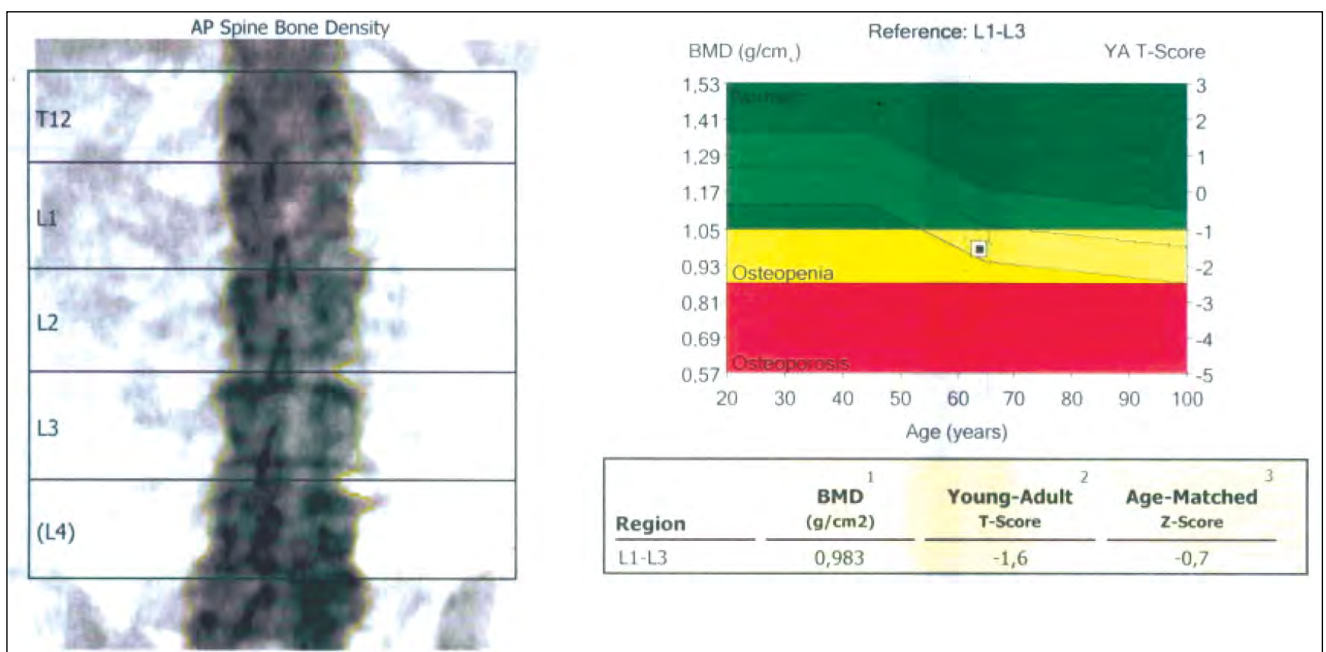 AP Spine Bone Density
T12
L1
L2
L3
(L4)
Reference: L1-L3
BMD (g/cm,) YA T-Score
1,53 3
1.41 2
1.29 1
1.17 0
1.05 -1
0.93 -2
0.81 -3
0.69 -4
0.57 -5
Normal
Osteopenia
Osteoporosis
20 30 40 50 60 70 80 90 100
Age (years)
1 2 3
BMD Young-Adult Age-Matched
Region (g/cm2) T-Score Z-Score
L1-L3 0,983 -1,6 -0,7